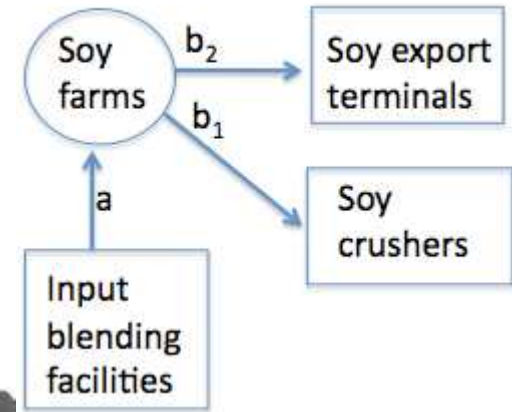 Soy
farms
b2
Soy export
terminals
b1
Soy
crushers
a
Input
blending
facilities